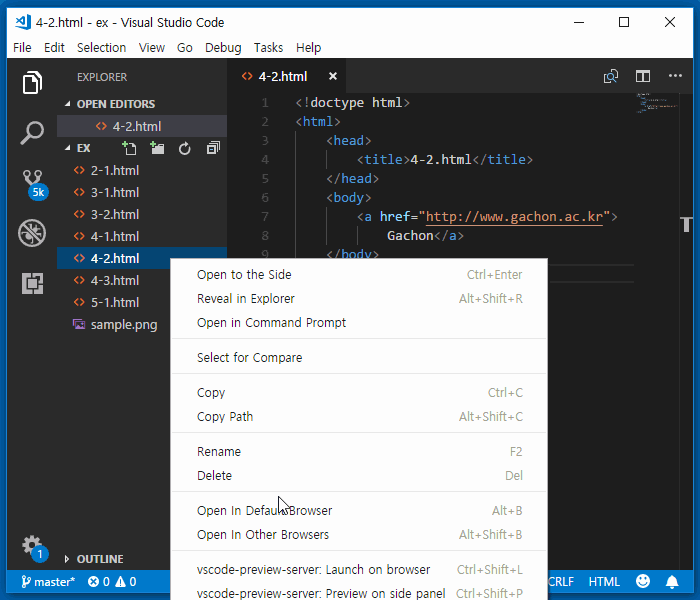 4-2.html - ex - Visual Studio Code
File Edit Selection View Go Debug Tasks Help
EXPLORER
OPEN EDITORS
4-2.html
EX
2-1.html
3-1.html
3-2.html
4-1.html
4-2.html
4-3.html
5-1.html
sample.png
OUTLINE
5k
1
4-2.html
1 <!doctype html>
2 <html>
3 <head>
4 <title>4-2.html</title>
5 </head>
6 <body>
7 <a href="http://www.gachon.ac.kr">
8 Gachon</a>
9 </body>
Open to the Side Ctrl+Enter
Reveal in Explorer Alt+Shift+R
Open in Command Prompt
Select for Compare
Copy Ctrl+C
Copy Path Alt+Shift+C
Rename F2
Delete Del
Open In Default Browser Alt+B
Open In Other Browsers Alt+Shift+B
vscode-preview-server: Launch on browser Ctrl+Shift+L
vscode-preview-server: Preview on side panel Ctrl+Shift+P
master* 0 0 CRLF HTML